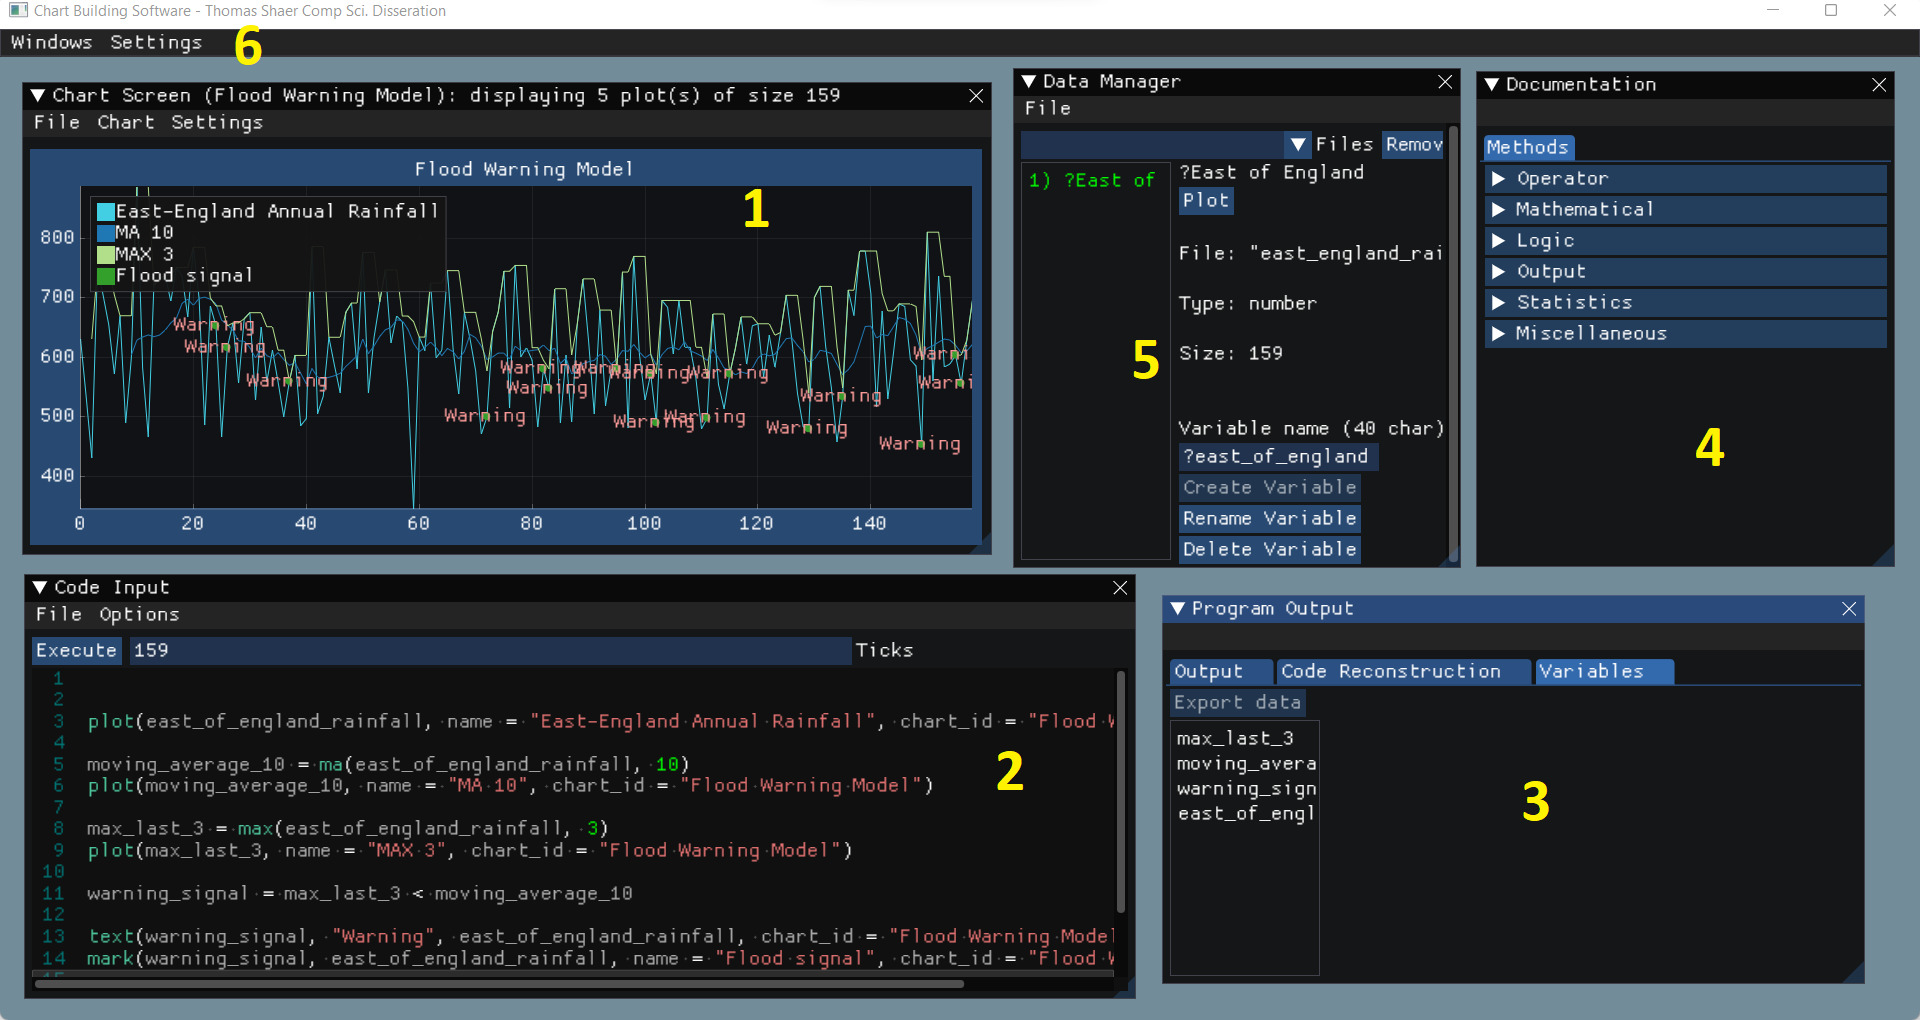 Chart Building Software - Thomas Shaer Comp Sci. Disseration
Windows Settings
6
Chart Screen (Flood Warning Model): displaying 5 plot(s) of size 159
File Chart Settings
Flood Warning Model
1
East-England Annual Rainfall
MA 10
MAX 3
Flood signal
800
700
600
500
400
0 20 40 60 80 100 120 140
Warning
Warning
Warning
Warning
Warning
Warning
Warning
Warning
Warning
Warning
Warning
Warning
Warning
Warning
Warni
Warni
Data Manager
File
Files Remov
1) ?East of
?East of England
Plot
File: "east_england_rai
Type: number
Size: 159
5
Variable name (40 char)
?east_of_england
Create Variable
Rename Variable
Delete Variable
Documentation
Methods
Operator
Mathematical
Logic
Output
Statistics
Miscellaneous
4
Code Input
File Options
Execute 159 Ticks
1
2
3 plot(east_of_england_rainfall, name = "East-England Annual Rainfall", chart_id = "Flood W
4
5 moving_average_10 = ma(east_of_england_rainfall, 10)
6 plot(moving_average_10, name = "MA 10", chart_id = "Flood Warning Model")
7
8 max_last_3 = max(east_of_england_rainfall, 3)
9 plot(max_last_3, name = "MAX 3", chart_id = "Flood Warning Model")
10
11 warning_signal = max_last_3 < moving_average_10
12
13 text(warning_signal, "Warning", east_of_england_rainfall, chart_id = "Flood Warning Model
14 mark(warning_signal, east_of_england_rainfall, name = "Flood signal", chart_id = "Flood W
15
2
Program Output
Output Code Reconstruction Variables
Export data
max_last_3
moving_avera
warning_sign
east_of_engl
3